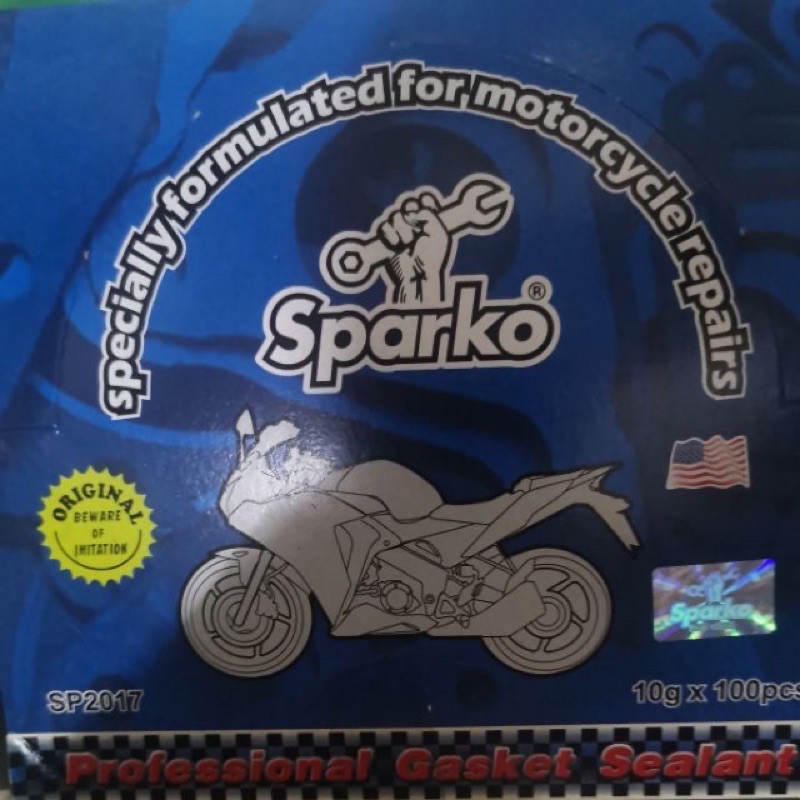 specially formulated for motorcycle repairs
Sparko®
ORIGINAL
BEWARE
OF
IMITATION
Sparko
SP2017
10g x 100pcs
Professional Gasket Sealant